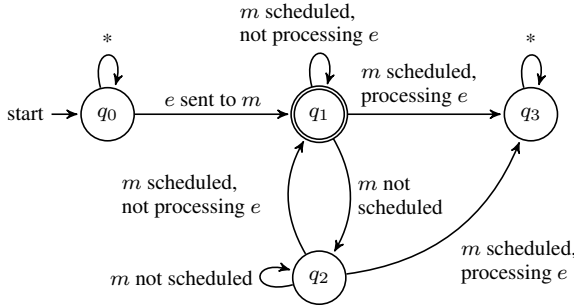 m scheduled,
not processing e
*
*
m scheduled,
processing e
start
q0
e sent to m
q1
q3
m scheduled,
not processing e
m not
scheduled
m not scheduled
q2
m scheduled,
processing e